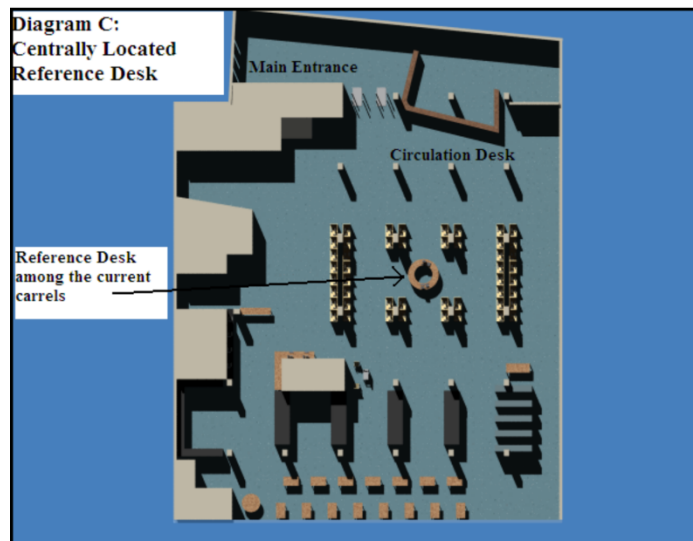 Diagram C:
Centrally Located
Reference Desk
Main Entrance
Circulation Desk
Reference Desk
among the current
carrels